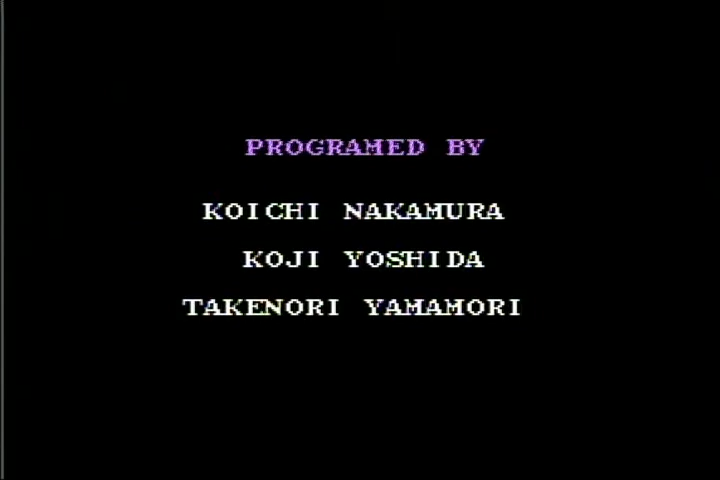 PROGRAMED BY
KOICHI NAKAMURA
KOJI YOSHIDA
TAKENORI YAMAMORI